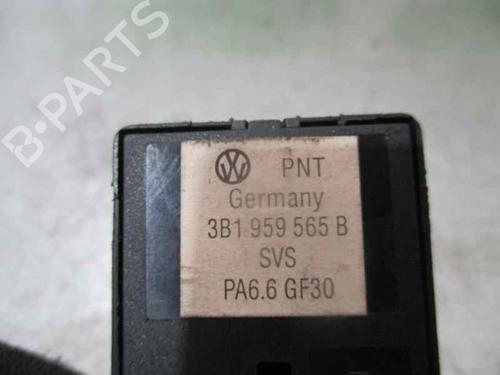 B-PARTS
PNT
Germany
3B1 959 565 B
SVS
PA6.6 GF30